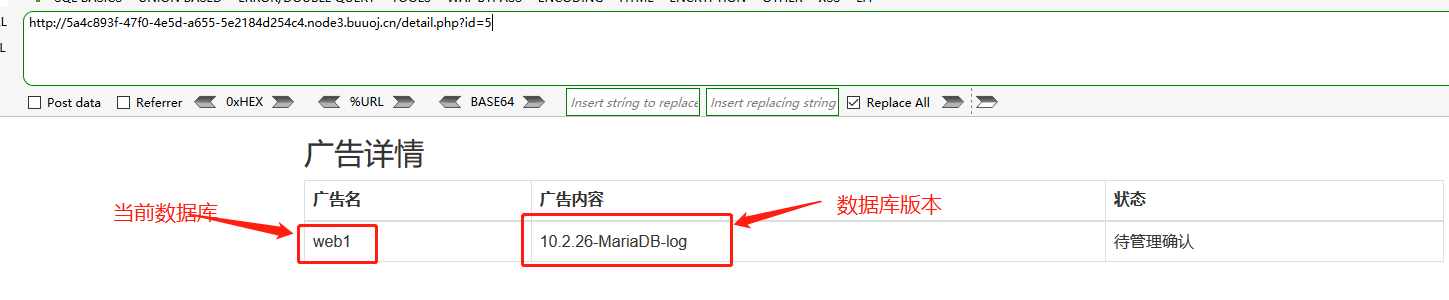 SQL BASICS UNION BASED ERROR/DOUBLE QUERY TOOLS WAF BYPASS ENCODING HTML ENCRYPTION OTHER XSS LFI
http://5a4c893f-47f0-4e5d-a655-5e2184d254c4.node3.buuoj.cn/detail.php?id=5
Post data Referrer 0xHEX %URL BASE64 Insert string to replace Insert replacing string Replace All
广告详情
广告名 广告内容 状态
当前数据库 数据库版本
web1 10.2.26-MariaDB-log 待管理确认